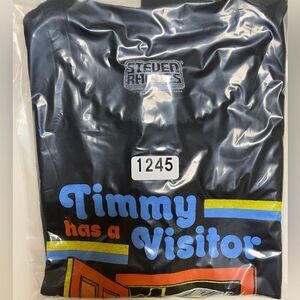 STEVEN
RHODES
1245
Timmy
has a
Visitor